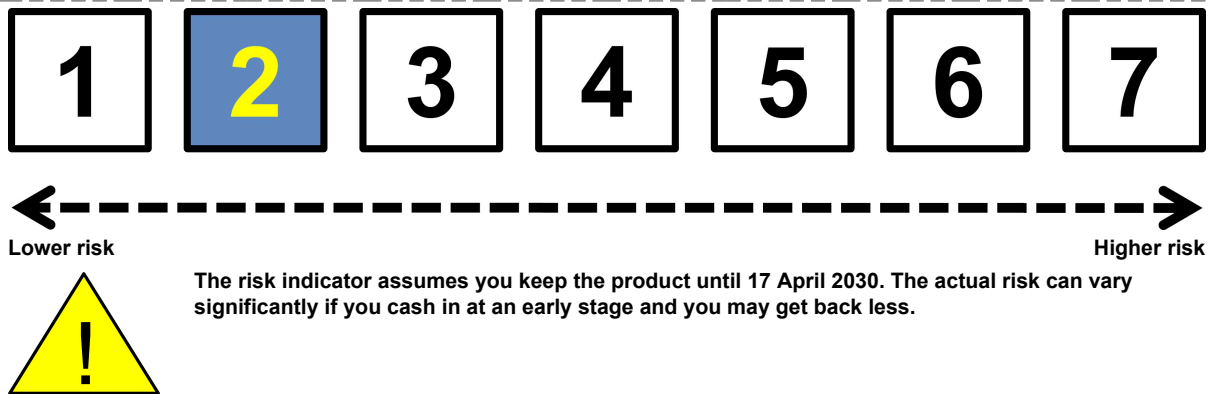 1 2 3 4 5 6 7
Lower risk Higher risk
The risk indicator assumes you keep the product until 17 April 2030. The actual risk can vary
significantly if you cash in at an early stage and you may get back less.
!